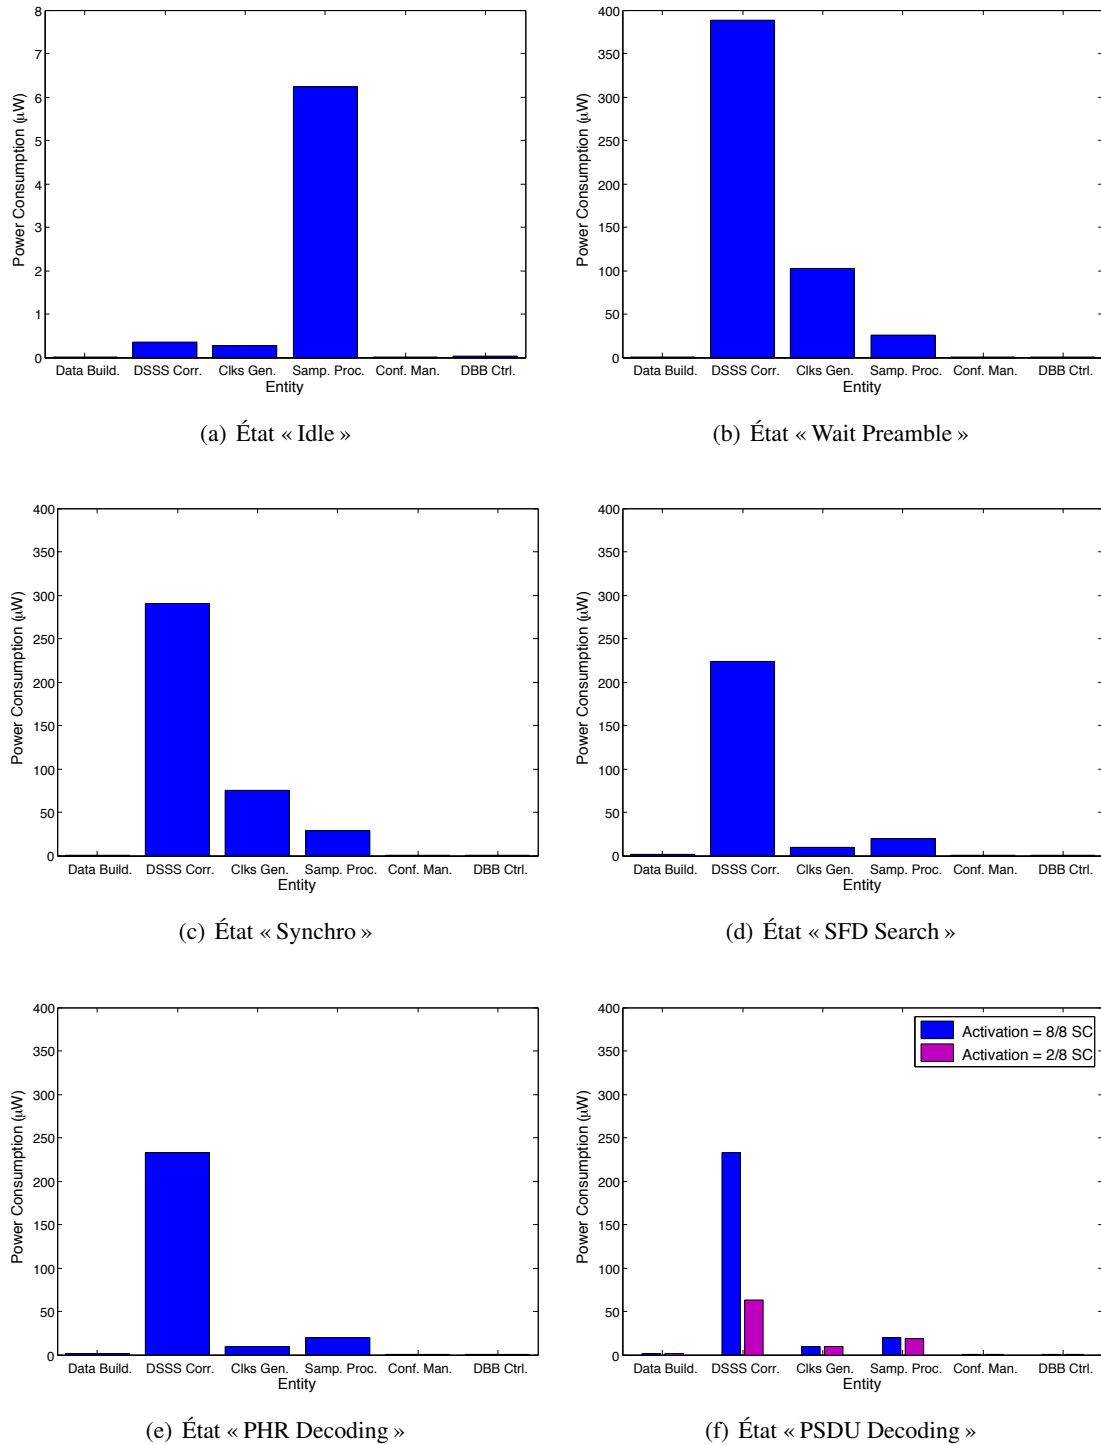 8
7
6
5
4
3
2
1
0
Power Consumption (μW)
Data Build. DSSS Corr. Clks Gen. Samp. Proc. Conf. Man. DBB Ctrl.
Entity
(a) État « Idle »
400
350
300
250
200
150
100
50
0
Power Consumption (μW)
Data Build. DSSS Corr. Clks Gen. Samp. Proc. Conf. Man. DBB Ctrl.
Entity
(b) État « Wait Preamble »
400
350
300
250
200
150
100
50
0
Power Consumption (μW)
Data Build. DSSS Corr. Clks Gen. Samp. Proc. Conf. Man. DBB Ctrl.
Entity
(c) État « Synchro »
400
350
300
250
200
150
100
50
0
Power Consumption (μW)
Data Build. DSSS Corr. Clks Gen. Samp. Proc. Conf. Man. DBB Ctrl.
Entity
(d) État « SFD Search »
400
350
300
250
200
150
100
50
0
Power Consumption (μW)
Data Build. DSSS Corr. Clks Gen. Samp. Proc. Conf. Man. DBB Ctrl.
Entity
(e) État « PHR Decoding »
400
350
300
250
200
150
100
50
0
Power Consumption (μW)
Activation = 8/8 SC
Activation = 2/8 SC
Data Build. DSSS Corr. Clks Gen. Samp. Proc. Conf. Man. DBB Ctrl.
Entity
(f) État « PSDU Decoding »